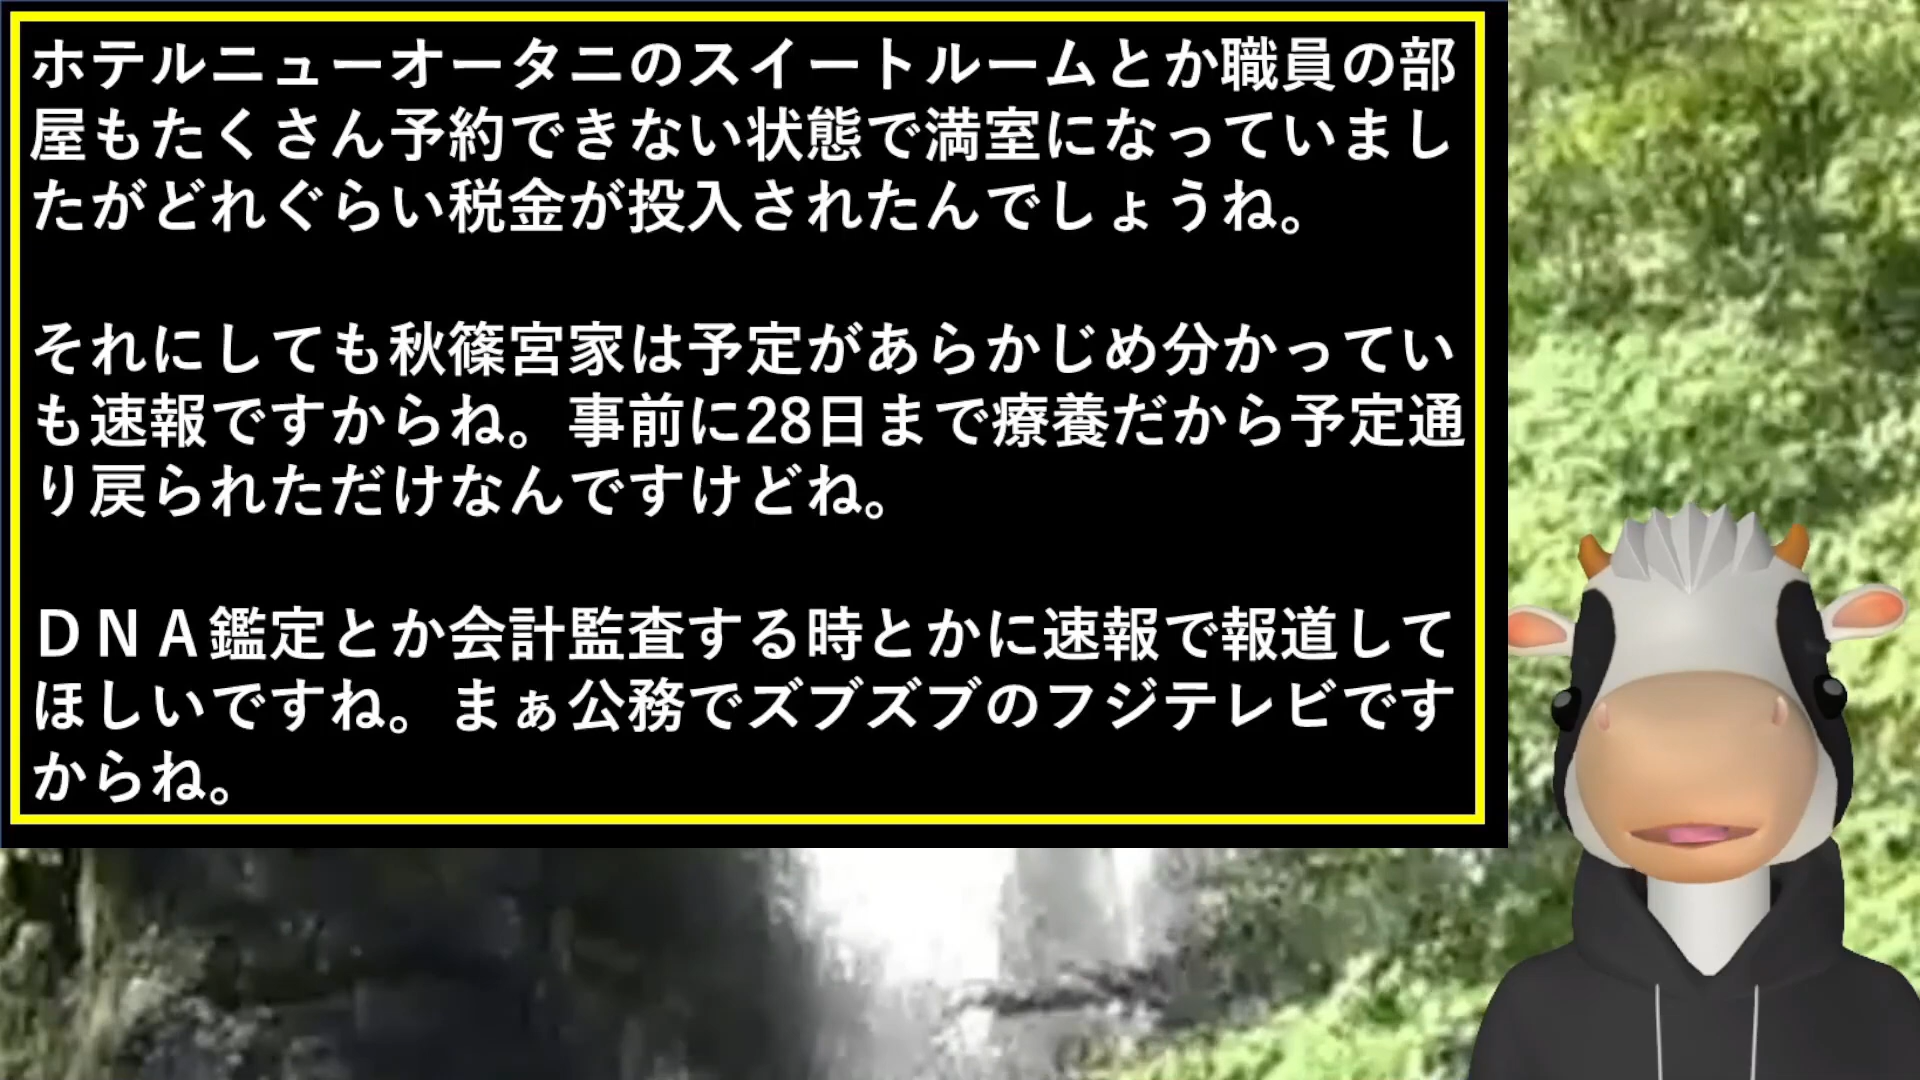 ホテルニューオータニのスイートルームとか職員の部
屋もたくさん予約できない状態で満室になっていまし
たがどれぐらい税金が投入されたんでしょうね。
それにしても秋篠宮家は予定があらかじめ分かってい
も速報ですからね。事前に28日まで療養だから予定通
り戻られただけなんですけどね。
ＤＮＡ鑑定とか会計監査する時とかに速報で報道して
ほしいですね。まぁ公務でズブズブのフジテレビです
からね。